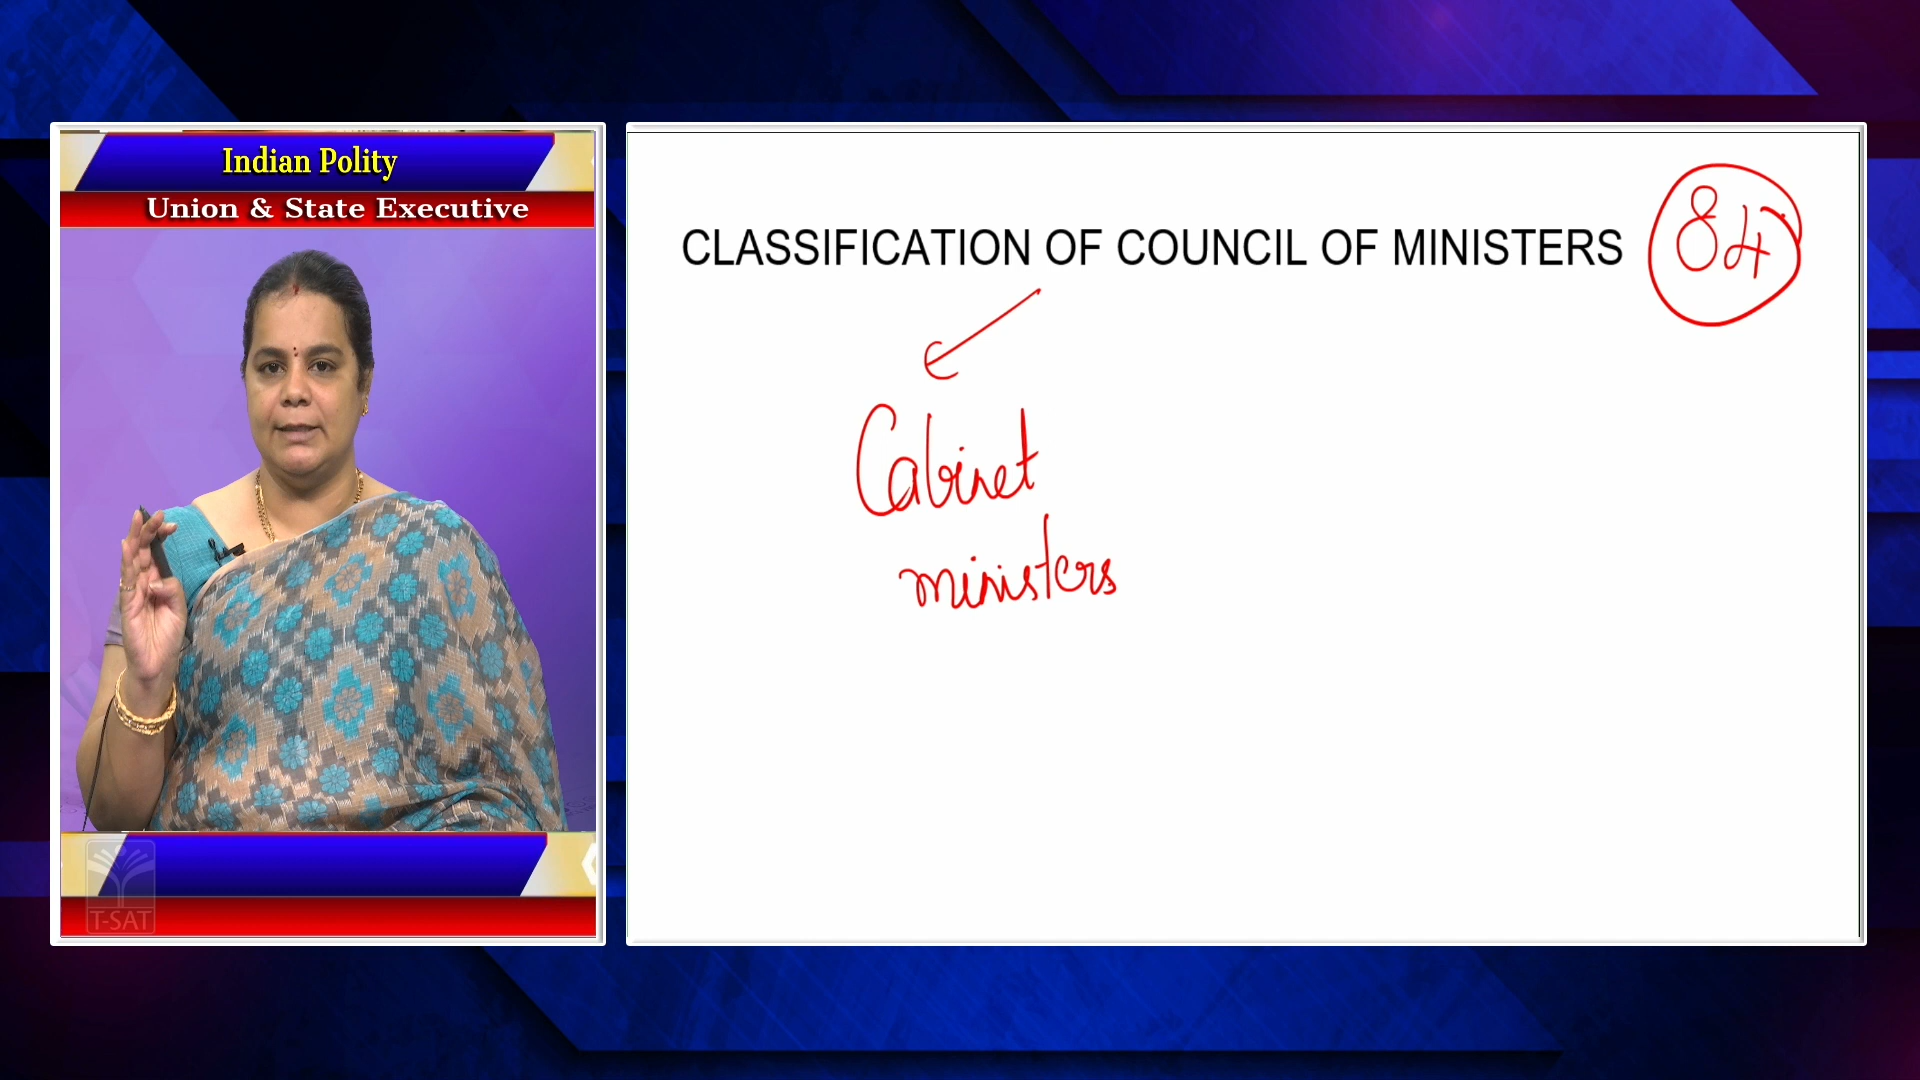 Indian Polity
Union & State Executive
CLASSIFICATION OF COUNCIL OF MINISTERS
84
Cabinet
ministers
T-SAT